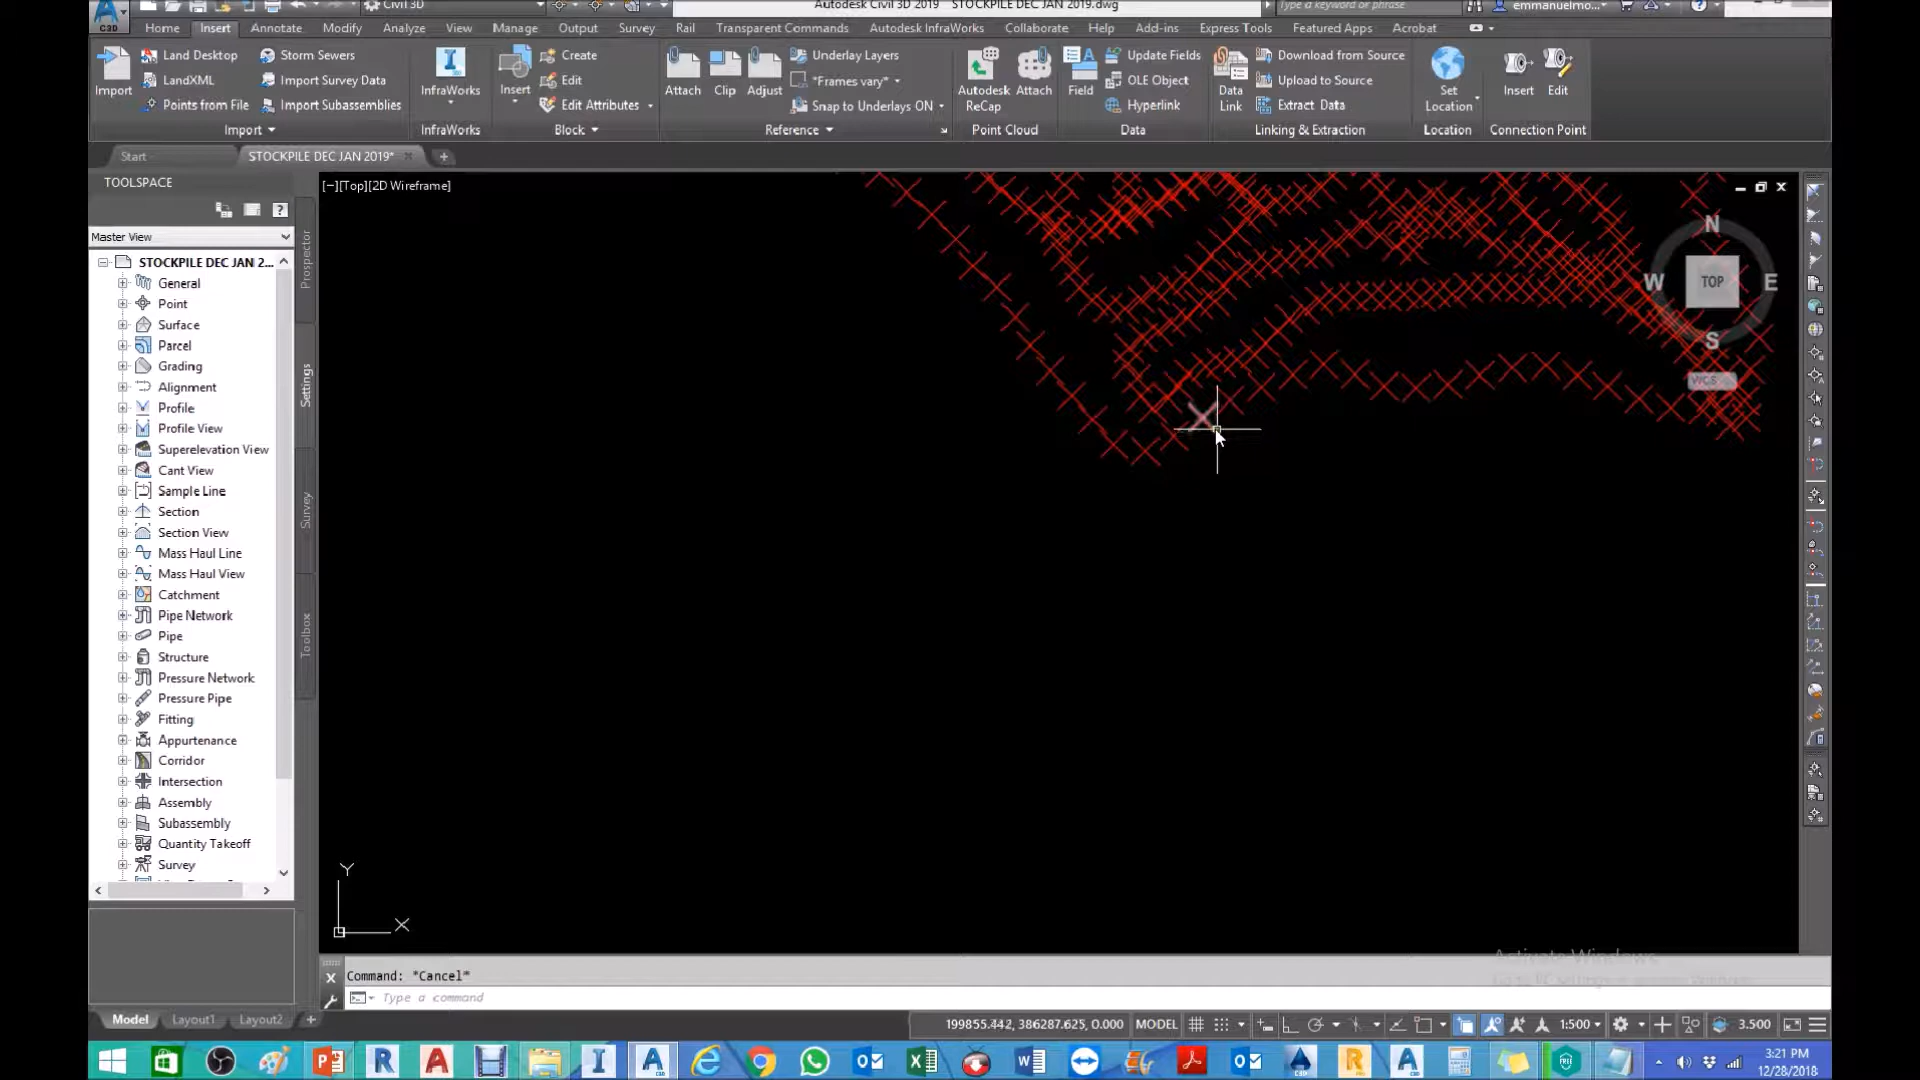 Civil 3D
Autodesk Civil 3D 2019 STOCKPILE DEC JAN 2019.dwg
Type a keyword or phrase
emmanuelmo...
C3D
Home Insert Annotate Modify Analyze View Manage Output Survey Rail Transparent Commands Autodesk InfraWorks Collaborate Help Add-ins Express Tools Featured Apps Acrobat
Import
Land Desktop
LandXML
Points from File
Storm Sewers
Import Survey Data
Import Subassemblies
Import
InfraWorks
InfraWorks
Insert
Create
Edit
Edit Attributes
Block
Attach
Clip
Adjust
Underlay Layers
*Frames vary*
Snap to Underlays ON
Reference
Autodesk
ReCap
Attach
Point Cloud
Field
Update Fields
OLE Object
Hyperlink
Data
Data
Link
Download from Source
Upload to Source
Extract Data
Linking & Extraction
Set
Location
Location
Insert
Edit
Connection Point
Start
STOCKPILE DEC JAN 2019*
TOOLSPACE
Master View
STOCKPILE DEC JAN 2...
General
Point
Surface
Parcel
Grading
Alignment
Profile
Profile View
Superelevation View
Cant View
Sample Line
Section
Section View
Mass Haul Line
Mass Haul View
Catchment
Pipe Network
Pipe
Structure
Pressure Network
Pressure Pipe
Fitting
Appurtenance
Corridor
Intersection
Assembly
Subassembly
Quantity Takeoff
Survey
Prospector
Settings
Survey
Toolbox
[−][Top][2D Wireframe]
N
W
TOP
E
S
WCS
Y
X
Activate Windows
Command: *Cancel*
Type a command
Model Layout1 Layout2
199855.442, 386287.625, 0.000 MODEL
1:500
3.500
3:21 PM
12/28/2018